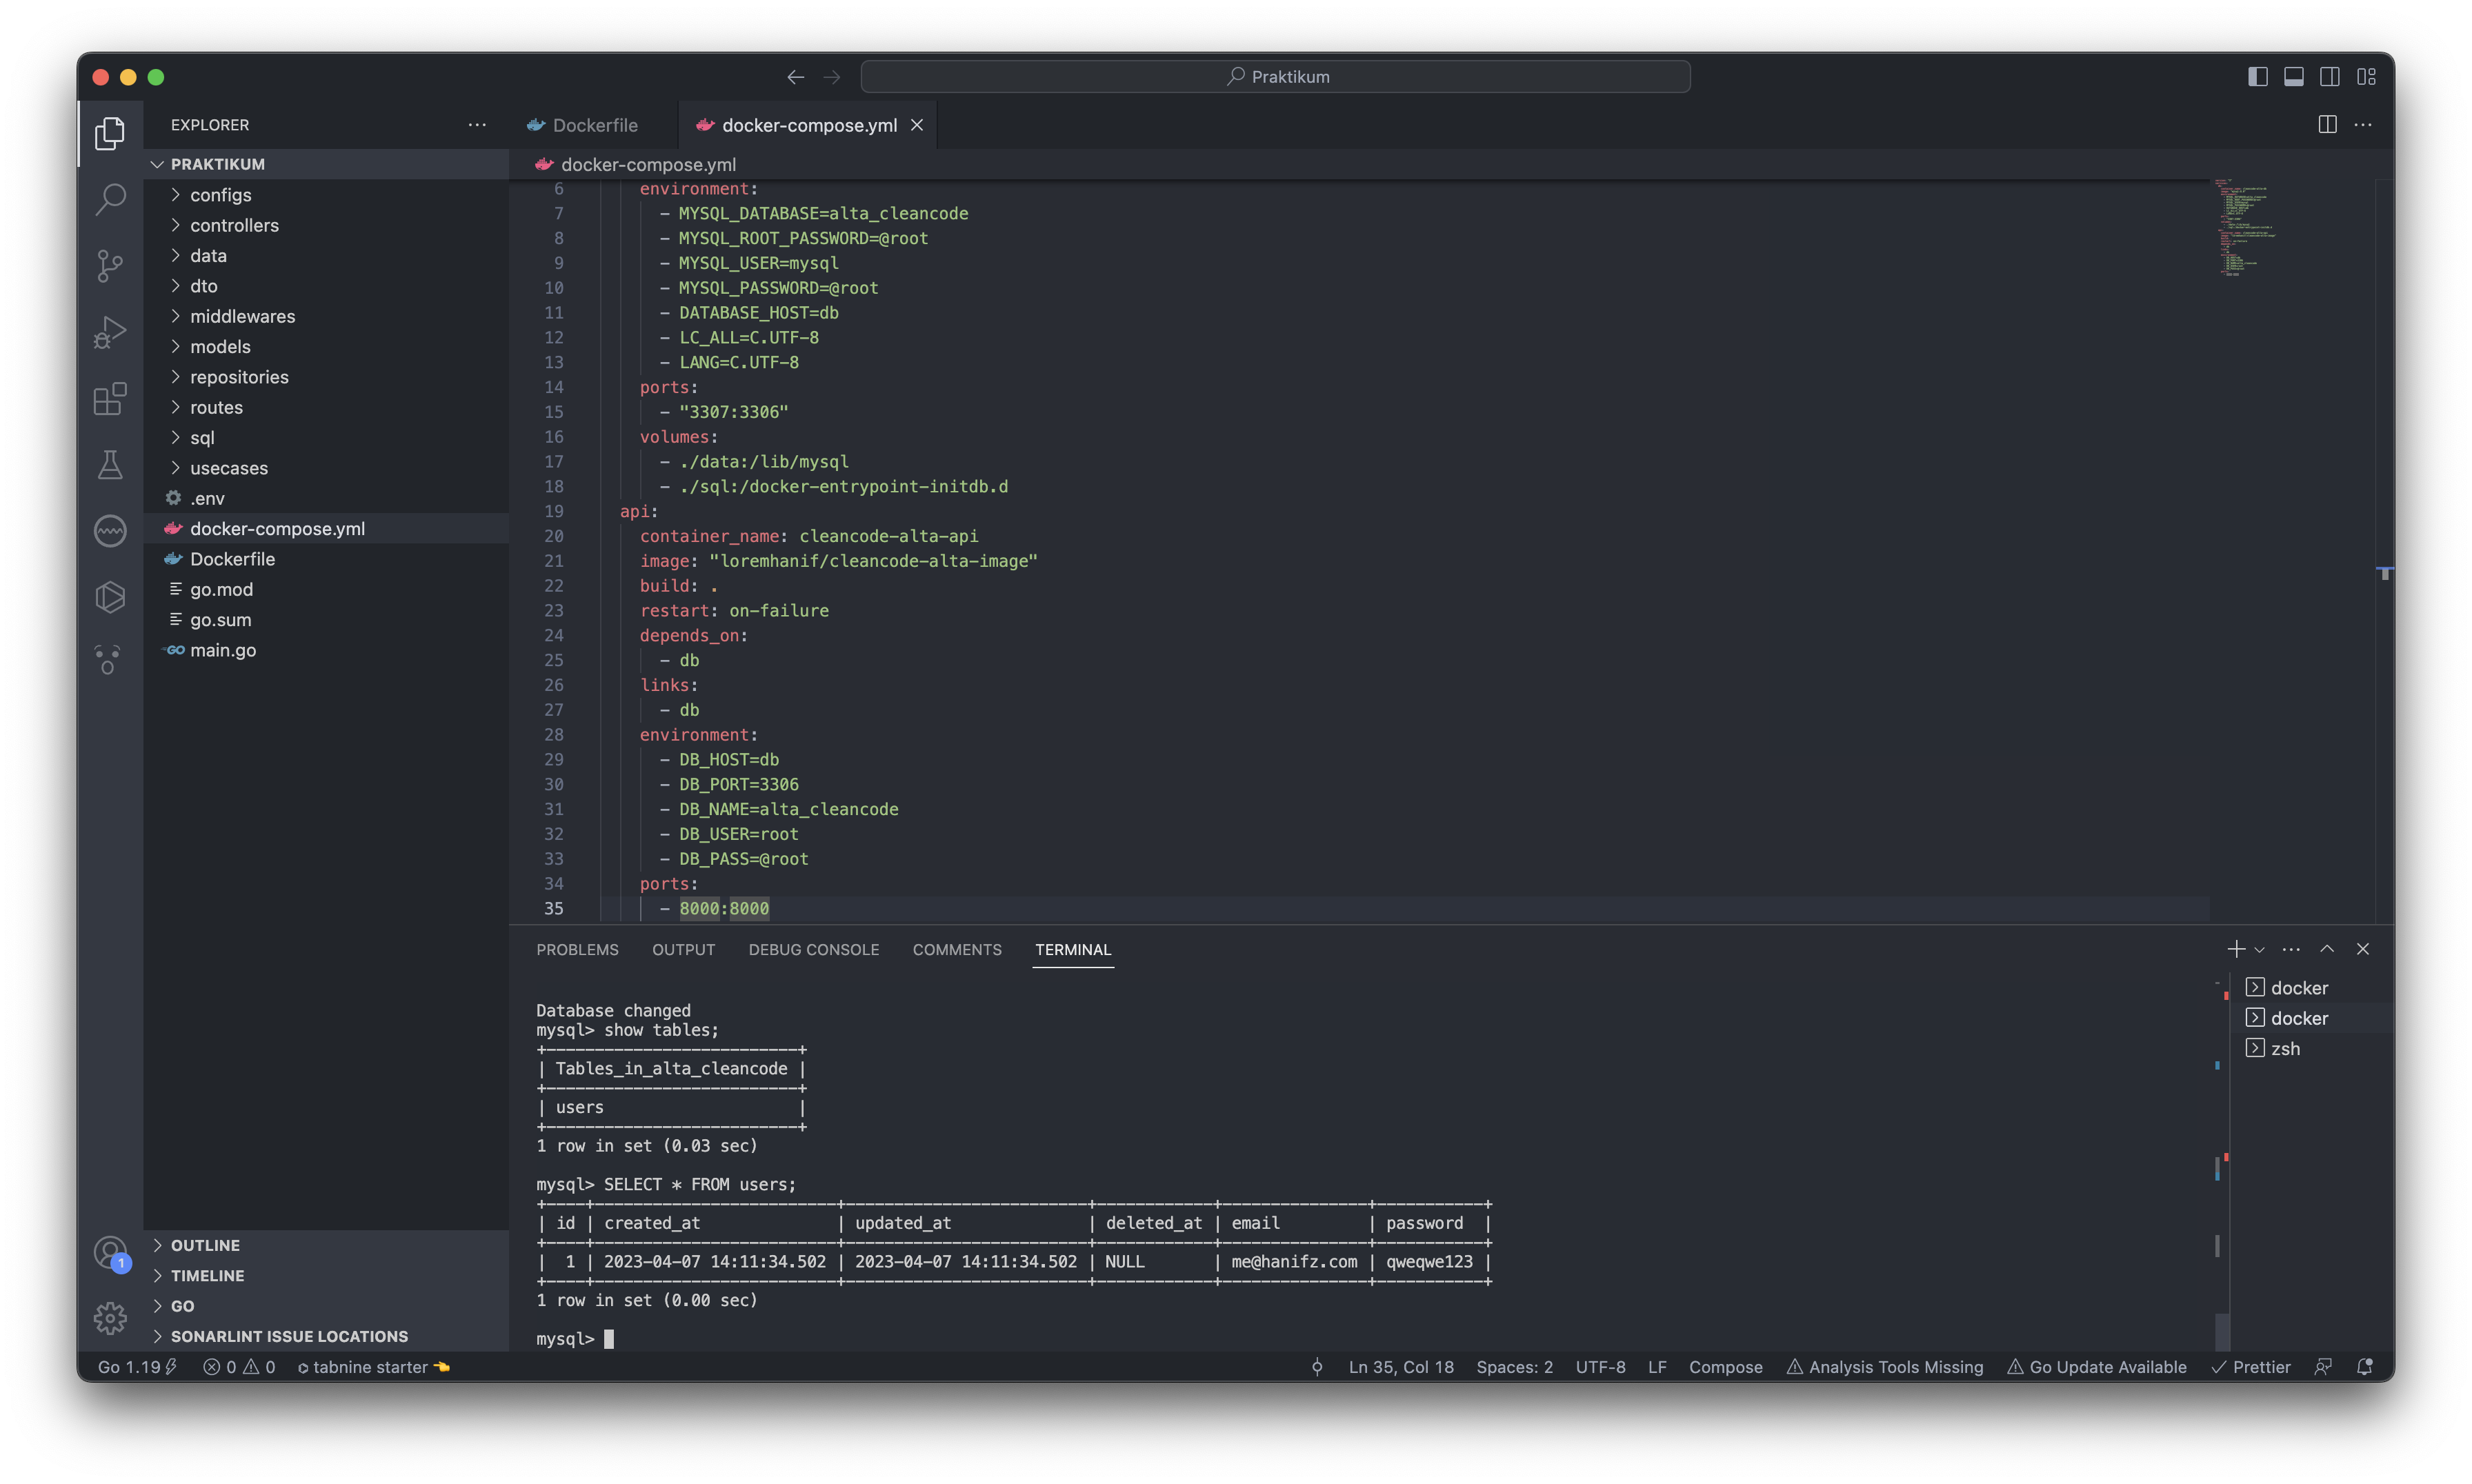 Praktikum
EXPLORER
PRAKTIKUM
configs
controllers
data
dto
middlewares
models
repositories
routes
sql
usecases
.env
docker-compose.yml
Dockerfile
go.mod
go.sum
GO main.go
OUTLINE
TIMELINE
GO
SONARLINT ISSUE LOCATIONS
1
Dockerfile
docker-compose.yml
docker-compose.yml
6 environment:
7 - MYSQL_DATABASE=alta_cleancode
8 - MYSQL_ROOT_PASSWORD=@root
9 - MYSQL_USER=mysql
10 - MYSQL_PASSWORD=@root
11 - DATABASE_HOST=db
12 - LC_ALL=C.UTF-8
13 - LANG=C.UTF-8
14 ports:
15 - "3307:3306"
16 volumes:
17 - ./data:/lib/mysql
18 - ./sql:/docker-entrypoint-initdb.d
19 api:
20 container_name: cleancode-alta-api
21 image: "loremhanif/cleancode-alta-image"
22 build: .
23 restart: on-failure
24 depends_on:
25 - db
26 links:
27 - db
28 environment:
29 - DB_HOST=db
30 - DB_PORT=3306
31 - DB_NAME=alta_cleancode
32 - DB_USER=root
33 - DB_PASS=@root
34 ports:
35 - 8000:8000
PROBLEMS OUTPUT DEBUG CONSOLE COMMENTS TERMINAL
Database changed
mysql> show tables;
+--------------------------+
| Tables_in_alta_cleancode |
+--------------------------+
| users                    |
+--------------------------+
1 row in set (0.03 sec)
mysql> SELECT * FROM users;
+----+-------------------------+-------------------------+------------+---------------+-----------+
| id | created_at              | updated_at              | deleted_at | email         | password  |
+----+-------------------------+-------------------------+------------+---------------+-----------+
|  1 | 2023-04-07 14:11:34.502 | 2023-04-07 14:11:34.502 | NULL       | me@hanifz.com | qweqwe123 |
+----+-------------------------+-------------------------+------------+---------------+-----------+
1 row in set (0.00 sec)
mysql>
docker
docker
zsh
Go 1.19 0 0 tabnine starter Ln 35, Col 18 Spaces: 2 UTF-8 LF Compose Analysis Tools Missing Go Update Available Prettier